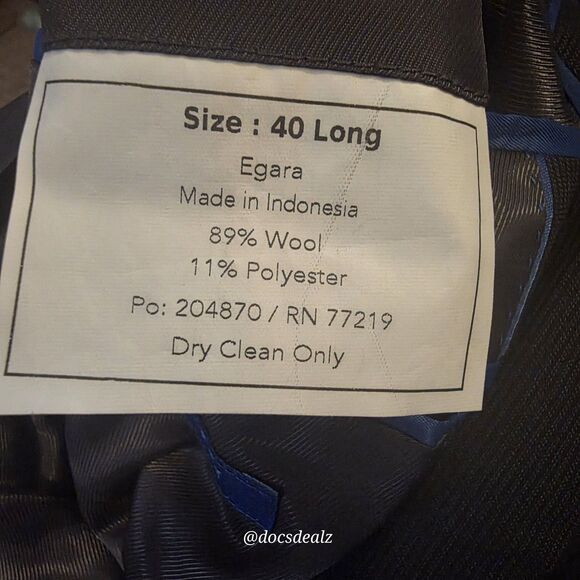 Size : 40 Long
Egara
Made in Indonesia
89% Wool
11% Polyester
Po: 204870 / RN 77219
Dry Clean Only
@docsdealz